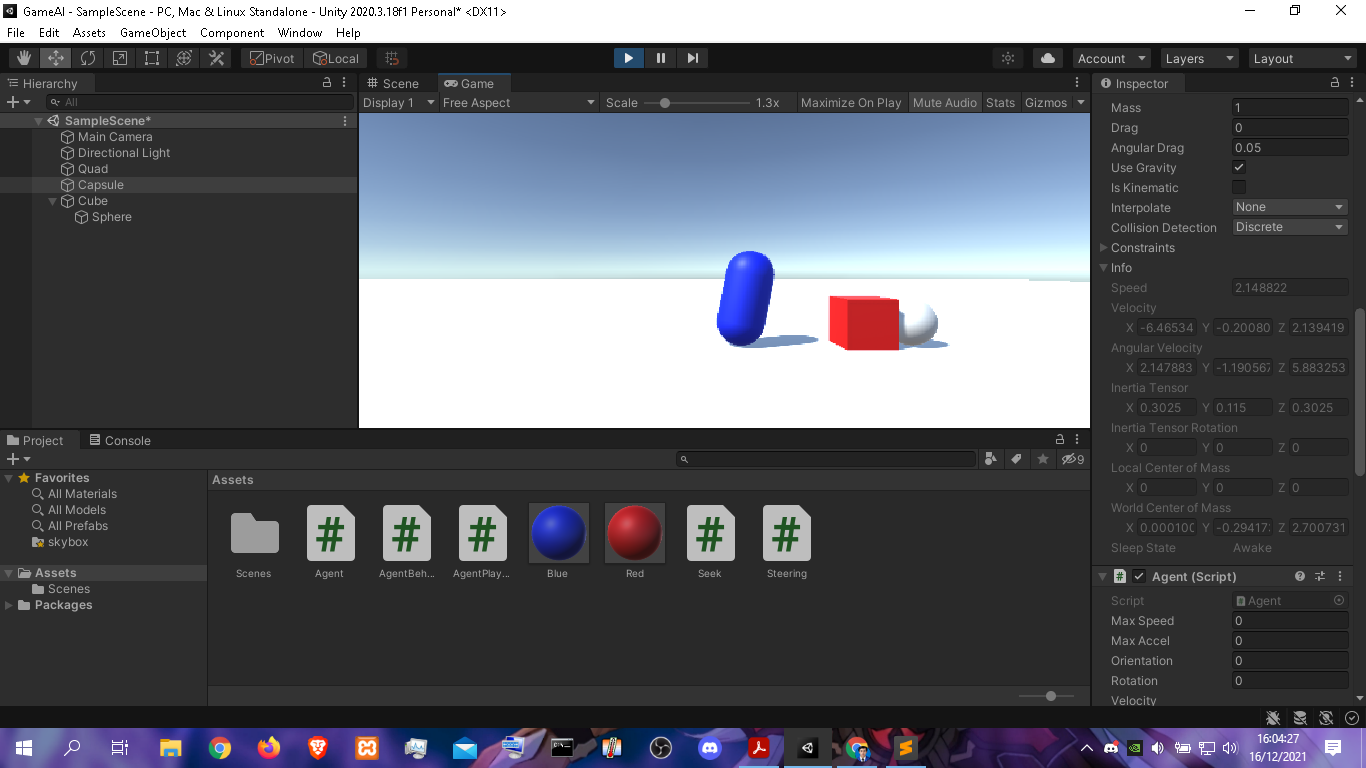 GameAI - SampleScene - PC, Mac & Linux Standalone - Unity 2020.3.18f1 Personal* <DX11>
File Edit Assets GameObject Component Window Help
Pivot Local Account Layers Layout
Hierarchy
All
SampleScene*
Main Camera
Directional Light
Quad
Capsule
Cube
Sphere
Scene Game
Display 1 Free Aspect Scale 1.3x Maximize On Play Mute Audio Stats Gizmos
Inspector
Mass 1
Drag 0
Angular Drag 0.05
Use Gravity
Is Kinematic
Interpolate None
Collision Detection Discrete
Constraints
Info
Speed 2.148822
Velocity
X -6.46534 Y -0.20080 Z 2.139419
Angular Velocity
X 2.147883 Y -1.190567 Z 5.883253
Inertia Tensor
X 0.3025 Y 0.115 Z 0.3025
Inertia Tensor Rotation
X 0 Y 0 Z 0
Local Center of Mass
X 0 Y 0 Z 0
World Center of Mass
X 0.000100 Y -0.29417 Z 2.700731
Sleep State Awake
Agent (Script)
Script Agent
Max Speed 0
Max Accel 0
Orientation 0
Rotation 0
Velocity
Project Console
9
Favorites
All Materials
All Models
All Prefabs
skybox
Assets
Scenes
Packages
Assets
Scenes Agent AgentBeh... AgentPlay... Blue Red Seek Steering
16:04:27
16/12/2021